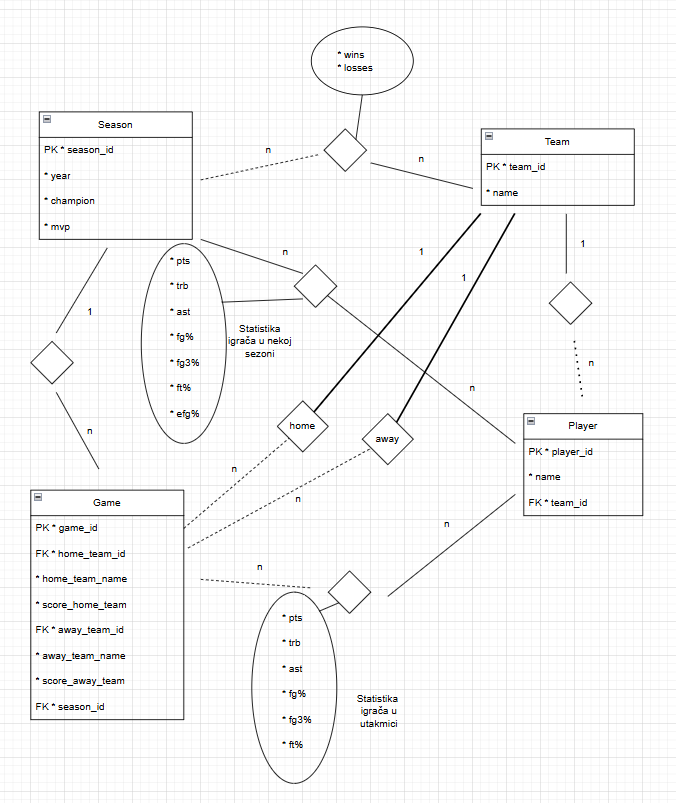 * wins
* losses
Season
PK * season_id
* year
* champion
* mvp
n
n
Team
PK * team_id
* name
n
1
1
1
* pts
* trb
* ast
* fg%
* fg3%
* ft%
* efg%
Statistika
igrača u nekoj
sezoni
1
n
n
n
home
away
Player
PK * player_id
* name
FK * team_id
n
n
n
Game
PK * game_id
FK * home_team_id
* home_team_name
* score_home_team
FK * away_team_id
* away_team_name
* score_away_team
FK * season_id
n
n
* pts
* trb
* ast
* fg%
* fg3%
* ft%
Statistika
igrača u
utakmici